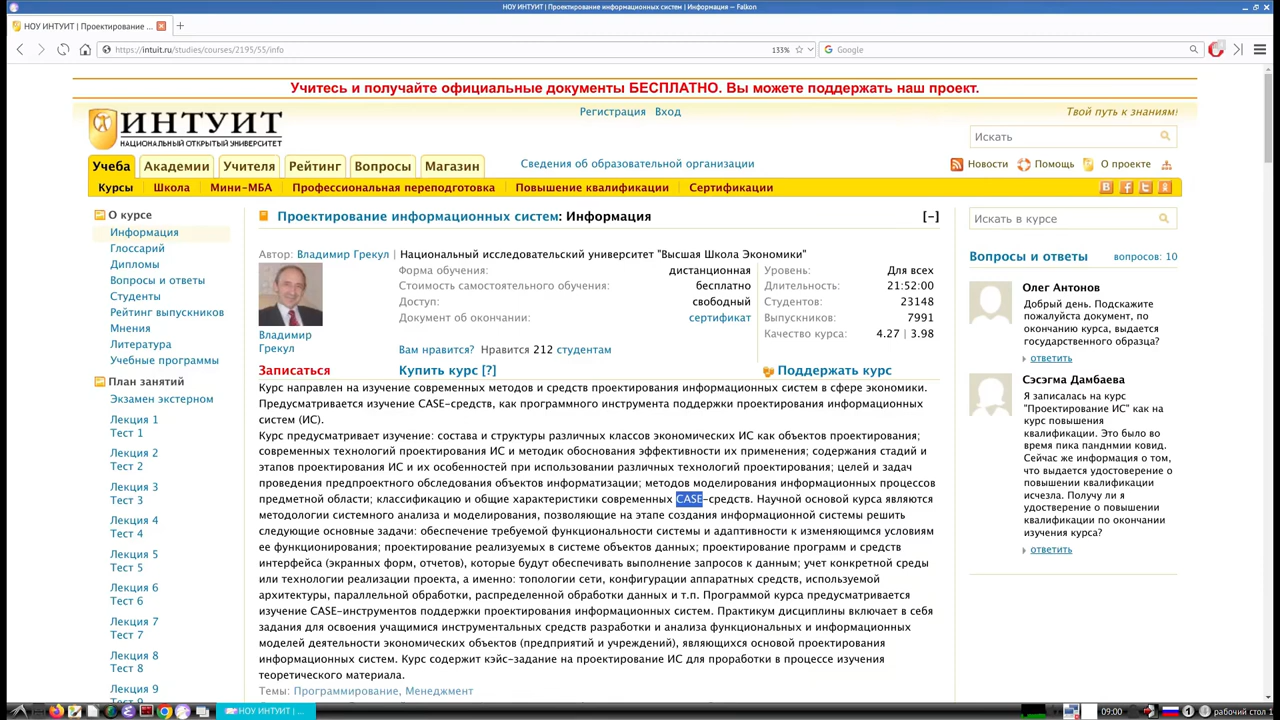 НОУ ИНТУИТ | Проектирование информационных систем | Информация — Falkon
НОУ ИНТУИТ | Проектирование ...
https://intuit.ru/studies/courses/2195/55/info
133%
Google
Учитесь и получайте официальные документы БЕСПЛАТНО. Вы можете поддержать наш проект.
ИНТУИТ
НАЦИОНАЛЬНЫЙ ОТКРЫТЫЙ УНИВЕРСИТЕТ
Регистрация Вход
Твой путь к знаниям!
Искать
Учеба Академии Учителя Рейтинг Вопросы Магазин
Сведения об образовательной организации
Новости Помощь О проекте
Курсы Школа Мини-МБА Профессиональная переподготовка Повышение квалификации Сертификации
О курсе
Информация
Глоссарий
Дипломы
Вопросы и ответы
Студенты
Рейтинг выпускников
Мнения
Литература
Учебные программы
План занятий
Экзамен экстерном
Лекция 1
Тест 1
Лекция 2
Тест 2
Лекция 3
Тест 3
Лекция 4
Тест 4
Лекция 5
Тест 5
Лекция 6
Тест 6
Лекция 7
Тест 7
Лекция 8
Тест 8
Лекция 9
Проектирование информационных систем: Информация [-]
Автор: Владимир Грекул | Национальный исследовательский университет "Высшая Школа Экономики"
Владимир
Грекул
Форма обучения: дистанционная
Стоимость самостоятельного обучения: бесплатно
Доступ: свободный
Документ об окончании: сертификат
Уровень: Для всех
Длительность: 21:52:00
Студентов: 23148
Выпускников: 7991
Качество курса: 4.27 | 3.98
Вам нравится? Нравится 212 студентам
Записаться Купить курс [?] Поддержать курс
Курс направлен на изучение современных методов и средств проектирования информационных систем в сфере экономики.
Предусматривается изучение CASE-средств, как программного инструмента поддержки проектирования информационных
систем (ИС).
Курс предусматривает изучение: состава и структуры различных классов экономических ИС как объектов проектирования;
современных технологий проектирования ИС и методик обоснования эффективности их применения; содержания стадий и
этапов проектирования ИС и их особенностей при использовании различных технологий проектирования; целей и задач
проведения предпроектного обследования объектов информатизации; методов моделирования информационных процессов
предметной области; классификацию и общие характеристики современных CASE-средств. Научной основой курса являются
методологии системного анализа и моделирования, позволяющие на этапе создания информационной системы решить
следующие основные задачи: обеспечение требуемой функциональности системы и адаптивности к изменяющимся условиям
ее функционирования; проектирование реализуемых в системе объектов данных; проектирование программ и средств
интерфейса (экранных форм, отчетов), которые будут обеспечивать выполнение запросов к данным; учет конкретной среды
или технологии реализации проекта, а именно: топологии сети, конфигурации аппаратных средств, используемой
архитектуры, параллельной обработки, распределенной обработки данных и т.п. Программой курса предусматривается
изучение CASE-инструментов поддержки проектирования информационных систем. Практикум дисциплины включает в себя
задания для освоения учащимися инструментальных средств разработки и анализа функциональных и информационных
моделей деятельности экономических объектов (предприятий и учреждений), являющихся основой проектирования
информационных систем. Курс содержит кэйс-задание на проектирование ИС для проработки в процессе изучения
теоретического материала.
Темы: Программирование, Менеджмент
Искать в курсе
Вопросы и ответы вопросов: 10
Олег Антонов
Добрый день. Подскажите
пожалуйста документ, по
окончанию курса, выдается
государственного образца?
ответить
Сэсэгма Дамбаева
Я записалась на курс
"Проектирование ИС" как на
курс повышения
квалификации. Это было во
время пика панднмии ковид.
Сейчас же информация о том,
что выдается удостоверение о
повышении квалификации
исчезла. Получу ли я
удостоверение о повышении
квалификации по окончанию
изучения курса?
ответить
НОУ ИНТУИТ | ...
09:00
рабочий стол 1